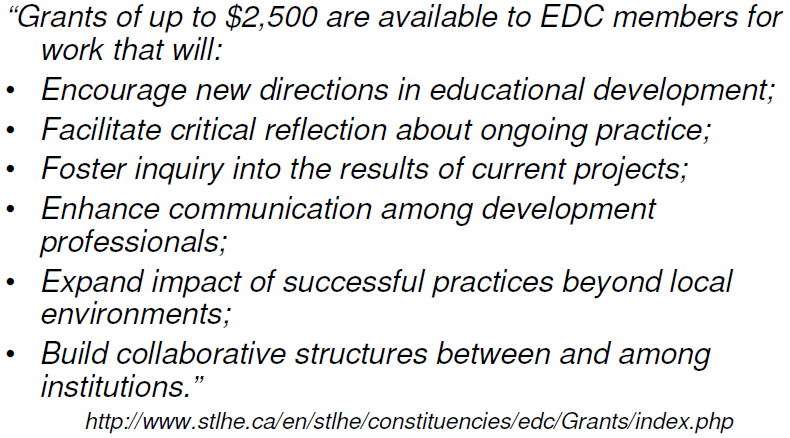 “Grants of up to $2,500 are available to EDC members for
work that will:
• Encourage new directions in educational development;
• Facilitate critical reflection about ongoing practice;
• Foster inquiry into the results of current projects;
• Enhance communication among development
professionals;
• Expand impact of successful practices beyond local
environments;
• Build collaborative structures between and among
institutions.”
http://www.stlhe.ca/en/stlhe/constituencies/edc/Grants/index.php